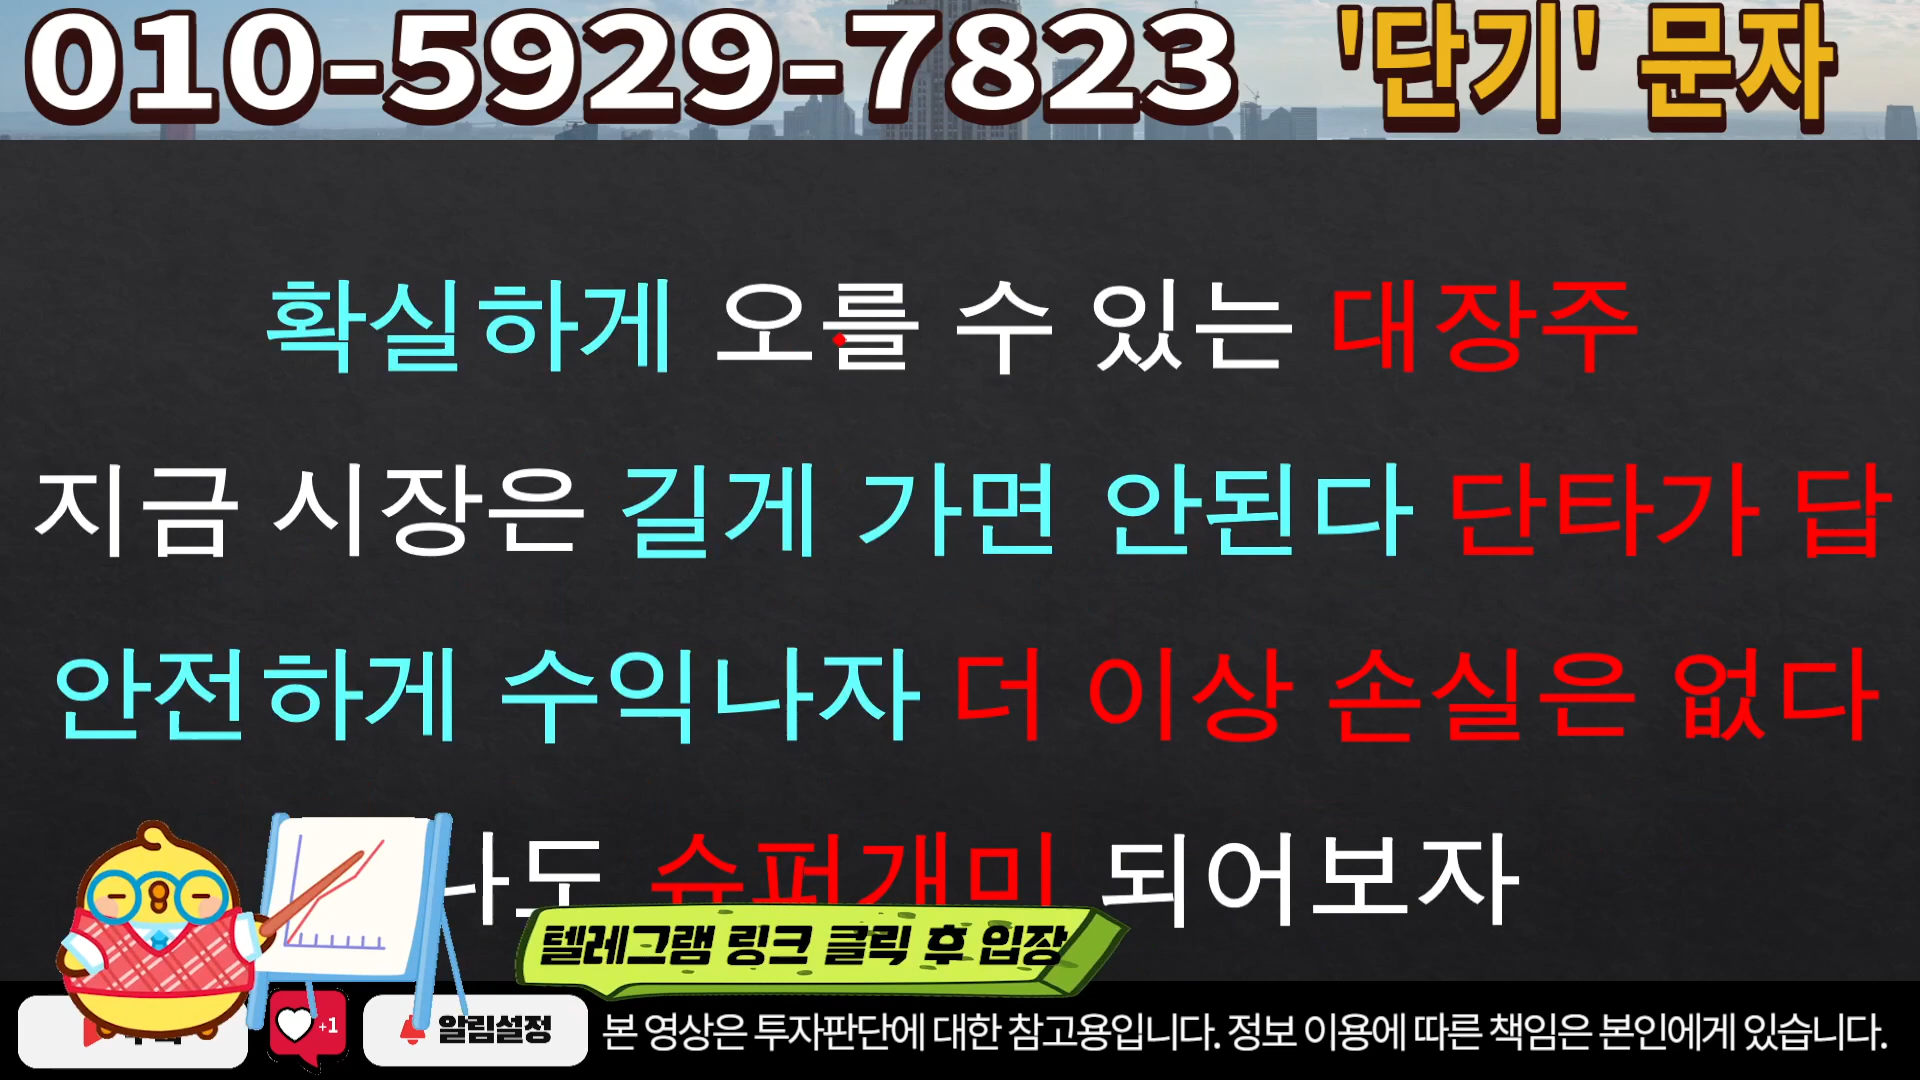 010-5929-7823 '단기' 문자
확실하게 오를 수 있는 대장주
지금 시장은 길게 가면 안된다 단타가 답
안전하게 수익나자 더 이상 손실은 없다
슈퍼개미 되어보자
텔레그램 링크 클릭 후 입장
+1
알림설정
본 영상은 투자판단에 대한 참고용입니다. 정보 이용에 따른 책임은 본인에게 있습니다.